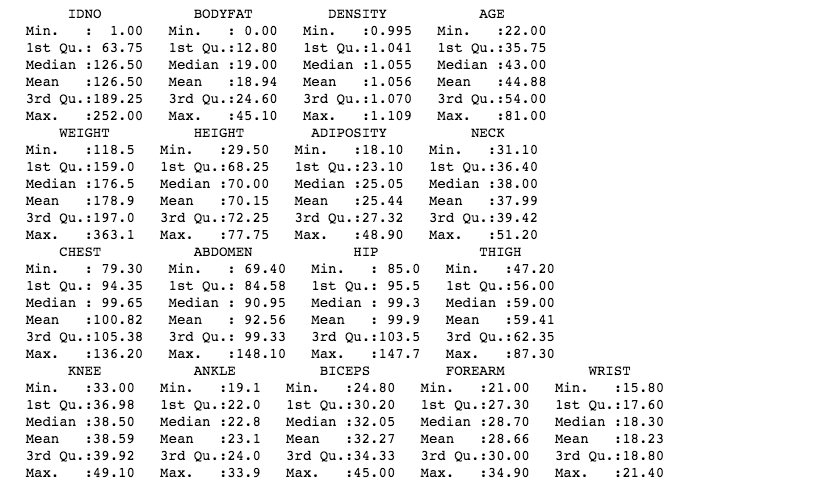 IDNO           BODYFAT         DENSITY           AGE
Min.   :  1.00   Min.   : 0.00   Min.   :0.995   Min.   :22.00
1st Qu.: 63.75   1st Qu.:12.80   1st Qu.:1.041   1st Qu.:35.75
Median :126.50   Median :19.00   Median :1.055   Median :43.00
Mean   :126.50   Mean   :18.94   Mean   :1.056   Mean   :44.88
3rd Qu.:189.25   3rd Qu.:24.60   3rd Qu.:1.070   3rd Qu.:54.00
Max.   :252.00   Max.   :45.10   Max.   :1.109   Max.   :81.00
    WEIGHT          HEIGHT        ADIPOSITY          NECK
Min.   :118.5   Min.   :29.50   Min.   :18.10   Min.   :31.10
1st Qu.:159.0   1st Qu.:68.25   1st Qu.:23.10   1st Qu.:36.40
Median :176.5   Median :70.00   Median :25.05   Median :38.00
Mean   :178.9   Mean   :70.15   Mean   :25.44   Mean   :37.99
3rd Qu.:197.0   3rd Qu.:72.25   3rd Qu.:27.32   3rd Qu.:39.42
Max.   :363.1   Max.   :77.75   Max.   :48.90   Max.   :51.20
    CHEST           ABDOMEN            HIP            THIGH
Min.   : 79.30   Min.   : 69.40   Min.   : 85.0   Min.   :47.20
1st Qu.: 94.35   1st Qu.: 84.58   1st Qu.: 95.5   1st Qu.:56.00
Median : 99.65   Median : 90.95   Median : 99.3   Median :59.00
Mean   :100.82   Mean   : 92.56   Mean   : 99.9   Mean   :59.41
3rd Qu.:105.38   3rd Qu.: 99.33   3rd Qu.:103.5   3rd Qu.:62.35
Max.   :136.20   Max.   :148.10   Max.   :147.7   Max.   :87.30
     KNEE           ANKLE          BICEPS         FOREARM          WRIST
Min.   :33.00   Min.   :19.1   Min.   :24.80   Min.   :21.00   Min.   :15.80
1st Qu.:36.98   1st Qu.:22.0   1st Qu.:30.20   1st Qu.:27.30   1st Qu.:17.60
Median :38.50   Median :22.8   Median :32.05   Median :28.70   Median :18.30
Mean   :38.59   Mean   :23.1   Mean   :32.27   Mean   :28.66   Mean   :18.23
3rd Qu.:39.92   3rd Qu.:24.0   3rd Qu.:34.33   3rd Qu.:30.00   3rd Qu.:18.80
Max.   :49.10   Max.   :33.9   Max.   :45.00   Max.   :34.90   Max.   :21.40